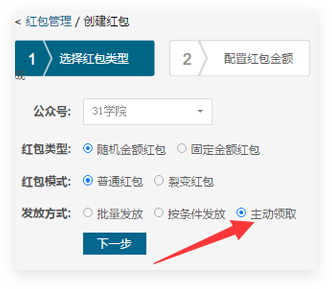 < 红包管理 / 创建红包
1 选择红包类型 2 配置红包金额
公众号: 31学院
红包类型: 随机金额红包 固定金额红包
红包模式: 普通红包 裂变红包
发放方式: 批量发放 按条件发放 主动领取
下一步